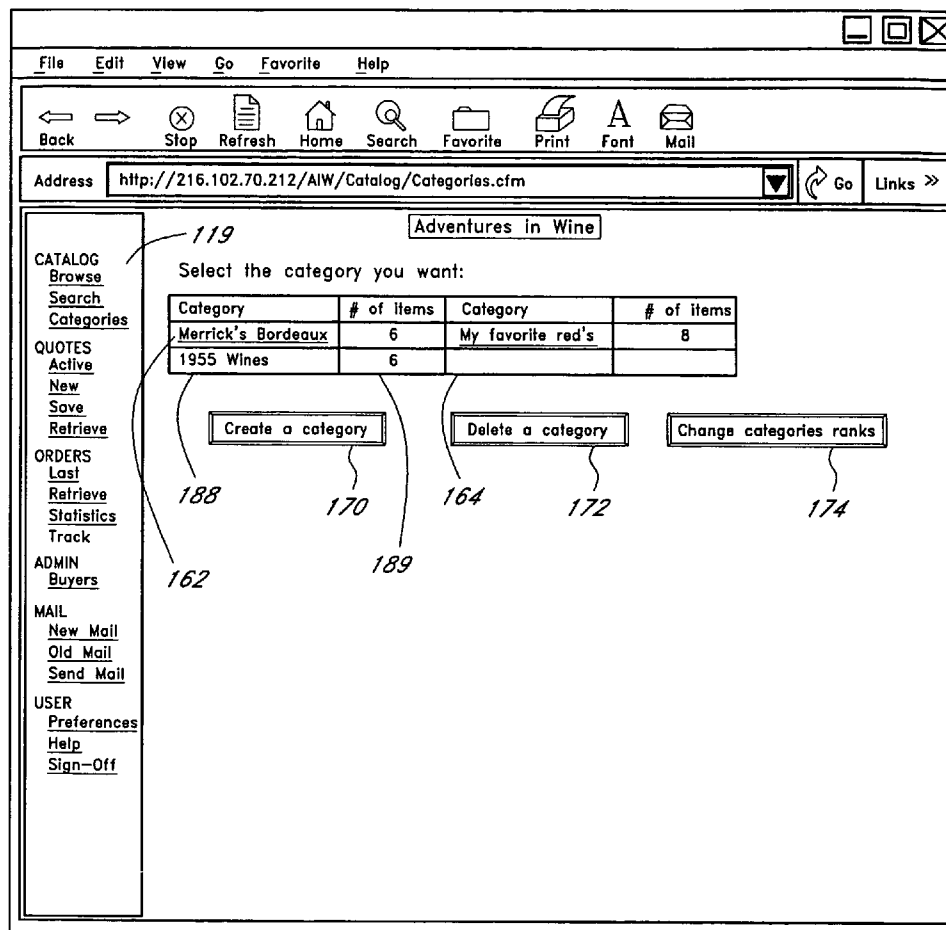 File Edit View Go Favorite Help
Back Stop Refresh Home Search Favorite Print Font Mail
Address http://216.102.70.212/AIW/Catalog/Categories.cfm Go Links »
Adventures in Wine
119
CATALOG
Browse
Search
Categories
QUOTES
Active
New
Save
Retrieve
ORDERS
Last
Retrieve
Statistics
Track
ADMIN
Buyers
MAIL
New Mail
Old Mail
Send Mail
USER
Preferences
Help
Sign-Off
Select the category you want:
Category # of items Category # of items
Merrick's Bordeaux 6 My favorite red's 8
1955 Wines 6
Create a category Delete a category Change categories ranks
188 170 164 172 174
162 189